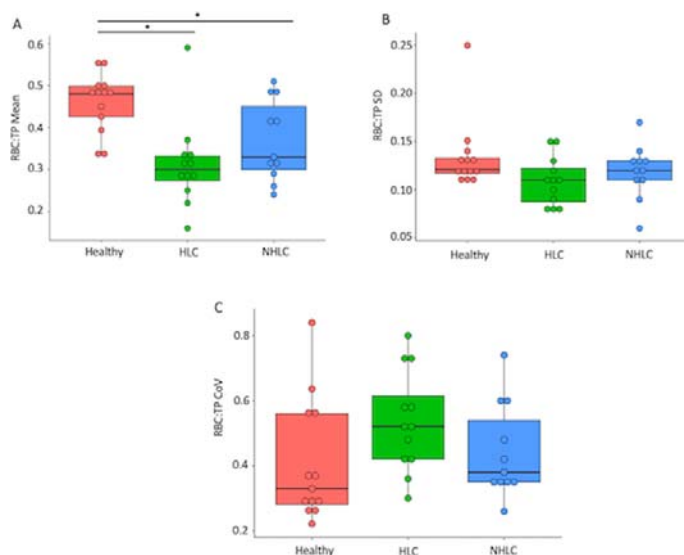 A
*
*
0.6
0.5
0.4
0.3
0.2
RBC:TP Mean
Healthy HLC NHLC
B
0.25
0.20
0.15
0.10
0.05
RBC:TP SD
Healthy HLC NHLC
C
0.8
0.6
0.4
0.2
RBC:TP CoV
Healthy HLC NHLC